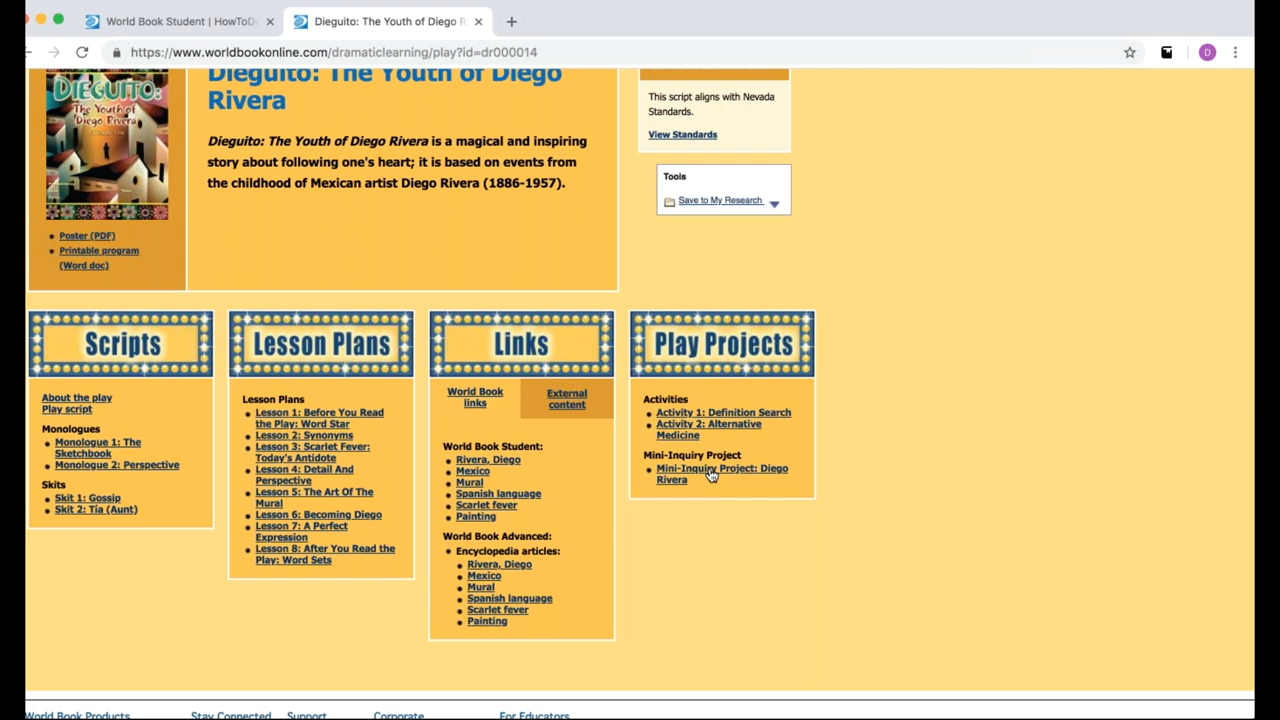 World Book Student | HowToDo
Dieguito: The Youth of Diego R
https://www.worldbookonline.com/dramaticlearning/play?id=dr000014
D
DIEGUITO:
The Youth of
Diego Rivera
Poster (PDF)
Printable program
(Word doc)
Dieguito: The Youth of Diego
Rivera
Dieguito: The Youth of Diego Rivera is a magical and inspiring
story about following one's heart; it is based on events from
the childhood of Mexican artist Diego Rivera (1886-1957).
This script aligns with Nevada
Standards.
View Standards
Tools
Save to My Research
Scripts
About the play
Play script
Monologues
Monologue 1: The
Sketchbook
Monologue 2: Perspective
Skits
Skit 1: Gossip
Skit 2: Tía (Aunt)
Lesson Plans
Lesson Plans
Lesson 1: Before You Read
the Play: Word Star
Lesson 2: Synonyms
Lesson 3: Scarlet Fever:
Today's Antidote
Lesson 4: Detail And
Perspective
Lesson 5: The Art Of The
Mural
Lesson 6: Becoming Diego
Lesson 7: A Perfect
Expression
Lesson 8: After You Read the
Play: Word Sets
Links
World Book
links
External
content
World Book Student:
Rivera, Diego
Mexico
Mural
Spanish language
Scarlet fever
Painting
World Book Advanced:
Encyclopedia articles:
Rivera, Diego
Mexico
Mural
Spanish language
Scarlet fever
Painting
Play Projects
Activities
Activity 1: Definition Search
Activity 2: Alternative
Medicine
Mini-Inquiry Project
Mini-Inquiry Project: Diego
Rivera
World Book Products
Stay Connected
Support
Corporate
For Educators